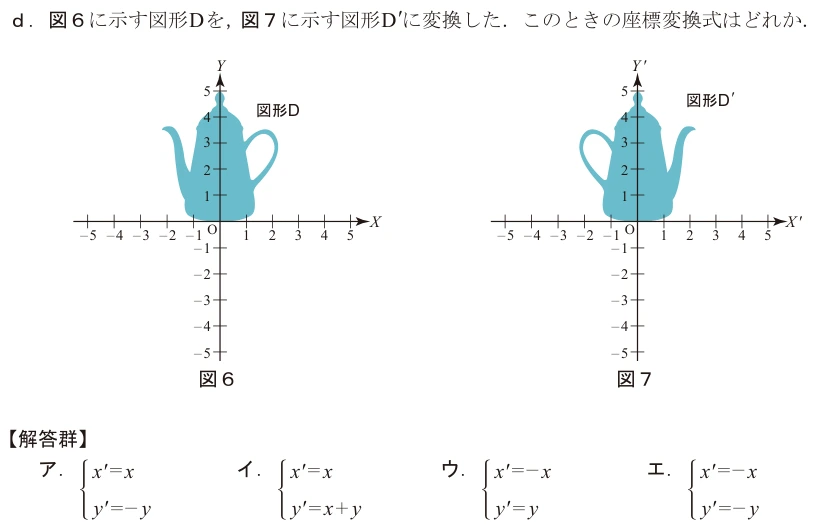 d. 図6に示す図形Dを，図7に示す図形D′に変換した．このときの座標変換式はどれか．
Y
5
図形D
4
3
2
1
O
X
−5 −4 −3 −2 −1 1 2 3 4 5
−1
−2
−3
−4
−5
図6
Y′
5
図形D′
4
3
2
1
O
X′
−5 −4 −3 −2 −1 1 2 3 4 5
−1
−2
−3
−4
−5
図7
【解答群】
ア． x′=x
y′=−y
イ． x′=x
y′=x+y
ウ． x′=−x
y′=y
エ． x′=−x
y′=−y